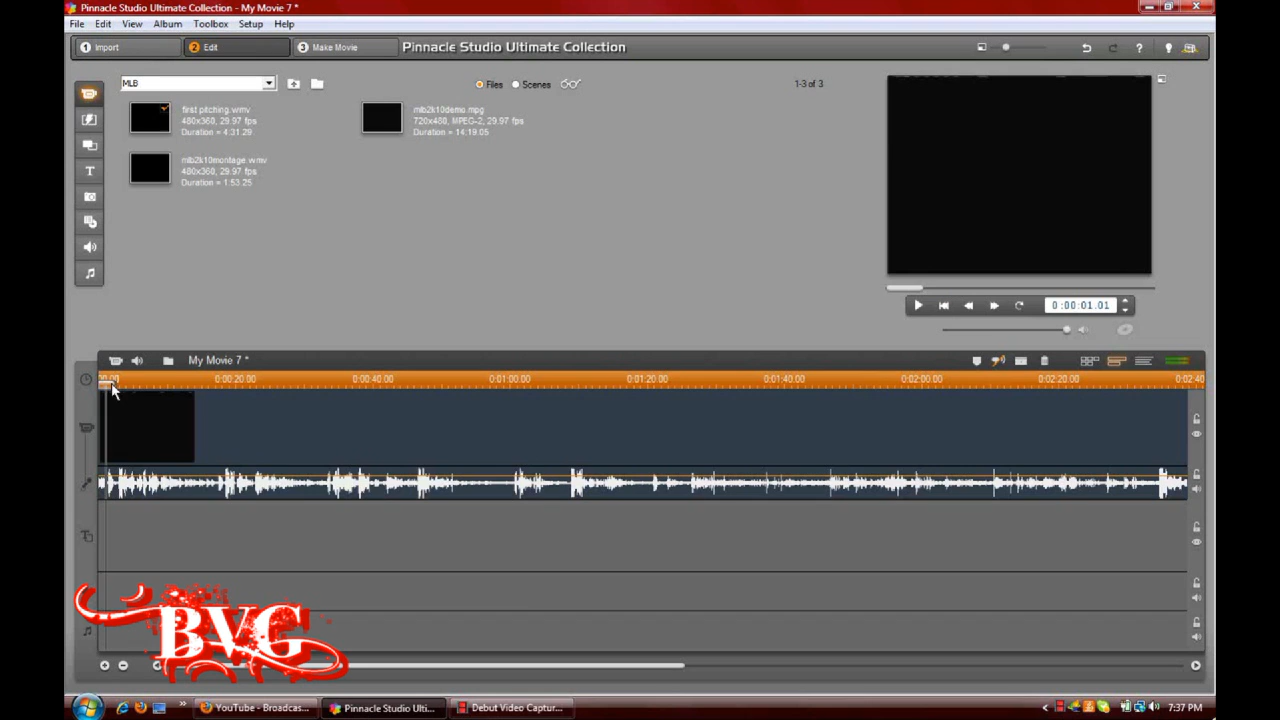 Pinnacle Studio Ultimate Collection - My Movie 7 *
File Edit View Album Toolbox Setup Help
1 Import 2 Edit 3 Make Movie Pinnacle Studio Ultimate Collection ?
MLB Files Scenes 1-3 of 3
first pitching.wmv
480x360, 29.97 fps
Duration = 4:31.29
mlb2k10demo.mpg
720x480, MPEG-2, 29.97 fps
Duration = 14:19.05
mlb2k10montage.wmv
480x360, 29.97 fps
Duration = 1:53.25
T
0:00:01.01
My Movie 7 *
0:00:20.00 0:00:40.00 0:01:00.00 0:01:20.00 0:01:40.00 0:02:00.00 0:02:20.00 0:02:40
BVG
YouTube - Broadcas... Pinnacle Studio Ulti... Debut Video Captur... 7:37 PM